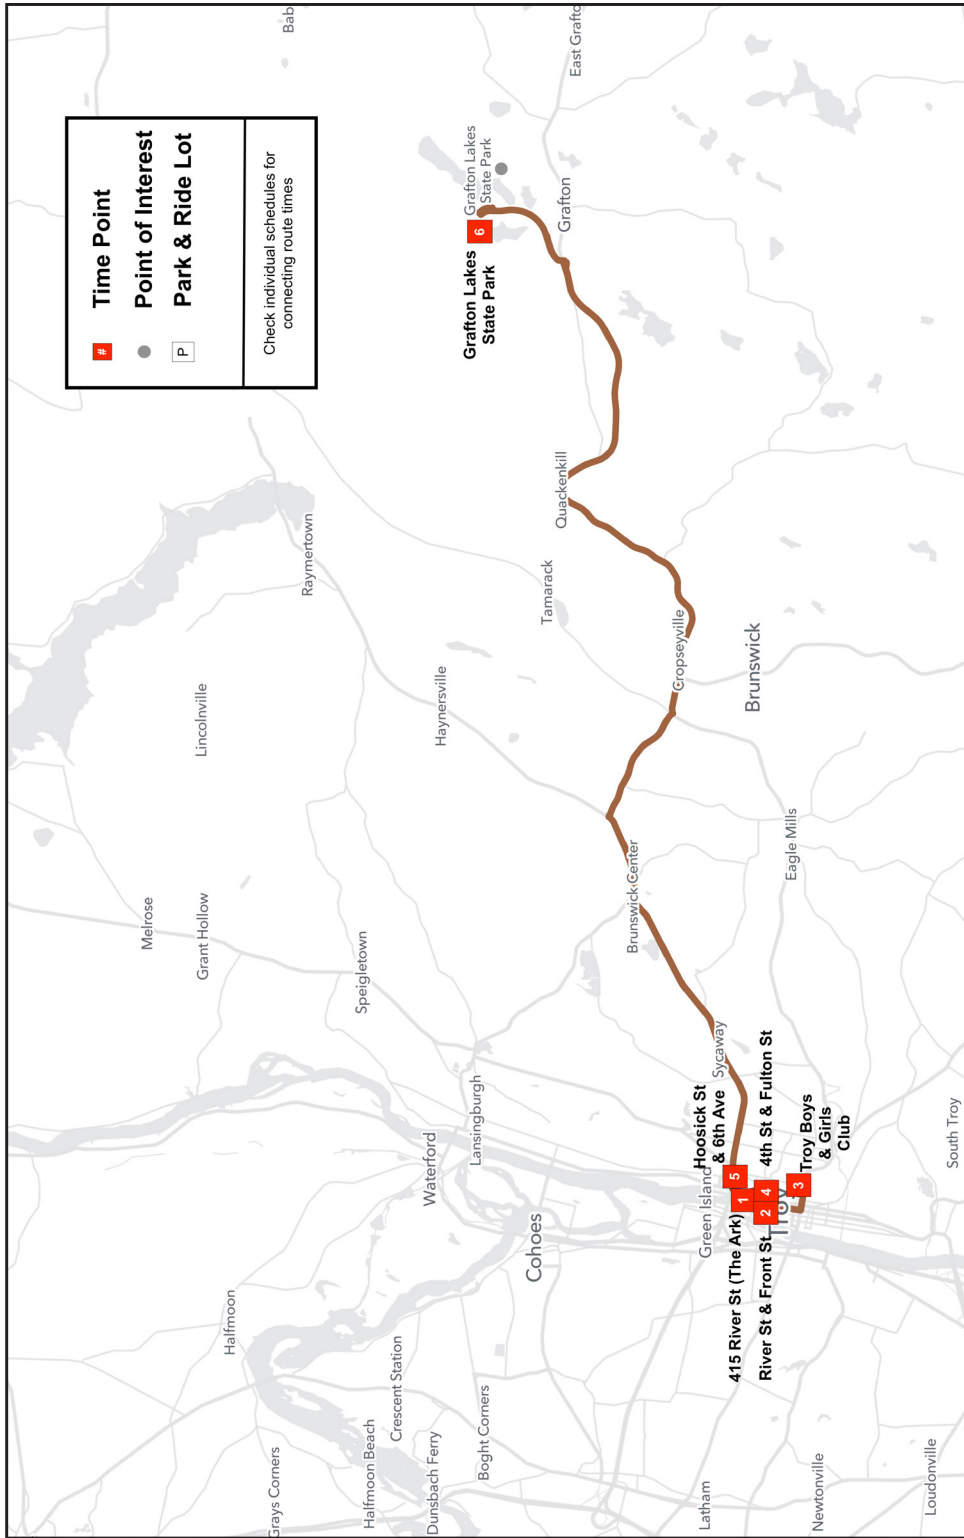 #
Time Point
Point of Interest
P
Park & Ride Lot
Check individual schedules for
connecting route times
Grays Corners
Halfmoon
Halfmoon Beach
Crescent Station
Dunsbach Ferry
Boght Corners
Waterford
Lansingburgh
Cohoes
Melrose
Grant Hollow
Lincolnville
Speigletown
Raymertown
Haynersville
Tamarack
Quackenkill
Cropseyville
Brunswick
Brunswick Center
Eagle Mills
Sycaway
Green Island
Troy
Latham
Newtonville
Loudonville
South Troy
Bab
East Grafto
Grafton Lakes
State Park
Grafton
6
Grafton Lakes
State Park
Hoosick St
& 6th Ave
5
415 River St (The Ark)
1
River St & Front St
2
4
4th St & Fulton St
3
Troy Boys
& Girls
Club